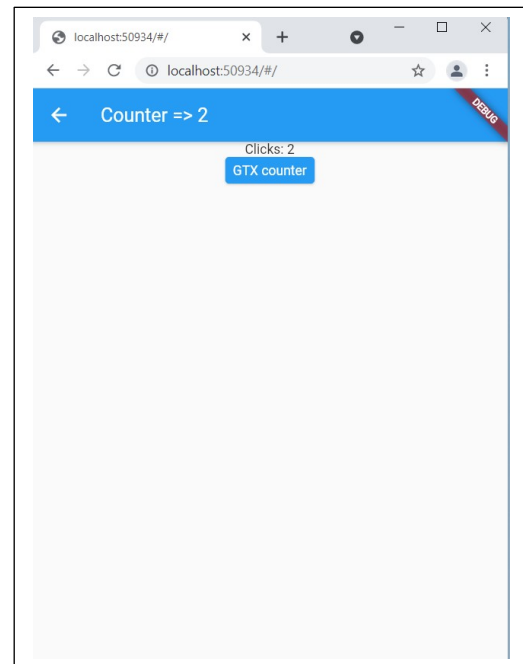 localhost:50934/#/
localhost:50934/#/
Counter => 2
DEBUG
Clicks: 2
GTX counter